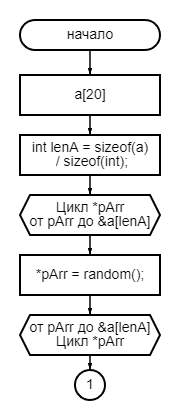 начало
a[20]
int lenA = sizeof(a)
/ sizeof(int);
Цикл *pArr
от pArr до &a[lenA]
*pArr = random();
от pArr до &a[lenA]
Цикл *pArr
1